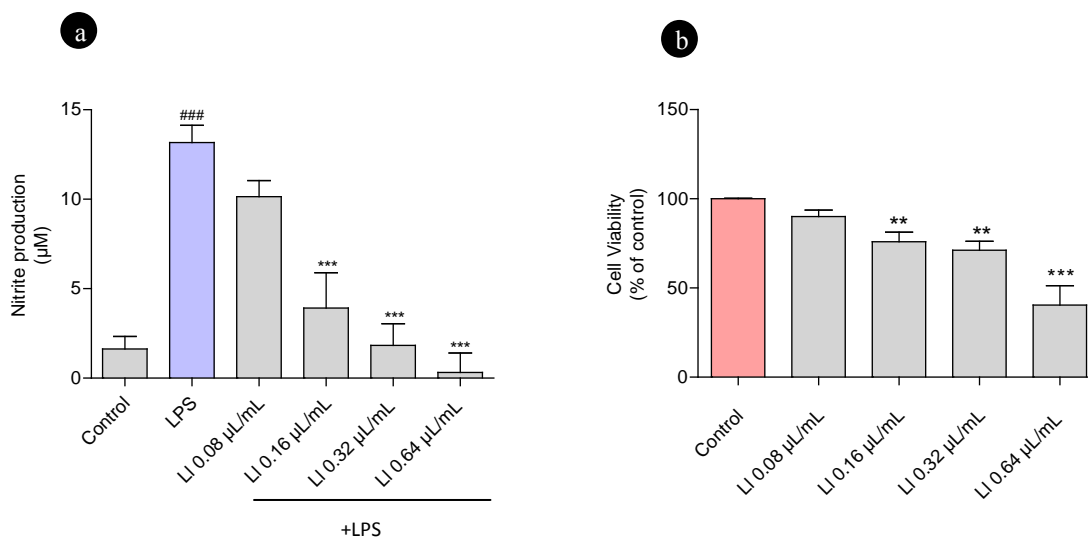 a
15
10
5
0
Nitrite production
(µM)
###
***
***
***
Control
LPS
LI 0.08 µL/mL
LI 0.16 µL/mL
LI 0.32 µL/mL
LI 0.64 µL/mL
+LPS
b
150
100
50
0
Cell Viability
(% of control)
**
**
***
Control
LI 0.08 µL/mL
LI 0.16 µL/mL
LI 0.32 µL/mL
LI 0.64 µL/mL